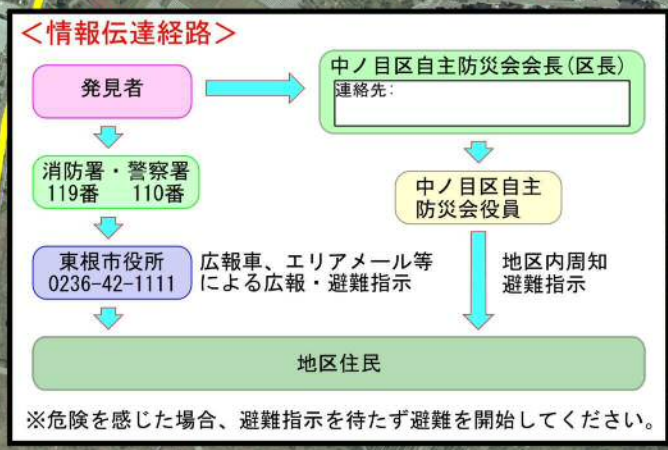 ＜情報伝達経路＞
発見者
中ノ目区自主防災会会長(区長)
連絡先:
消防署・警察署
119番 110番
中ノ目区自主
防災会役員
東根市役所
0236-42-1111
広報車、エリアメール等
による広報・避難指示
地区内周知
避難指示
地区住民
※危険を感じた場合、避難指示を待たず避難を開始してください。